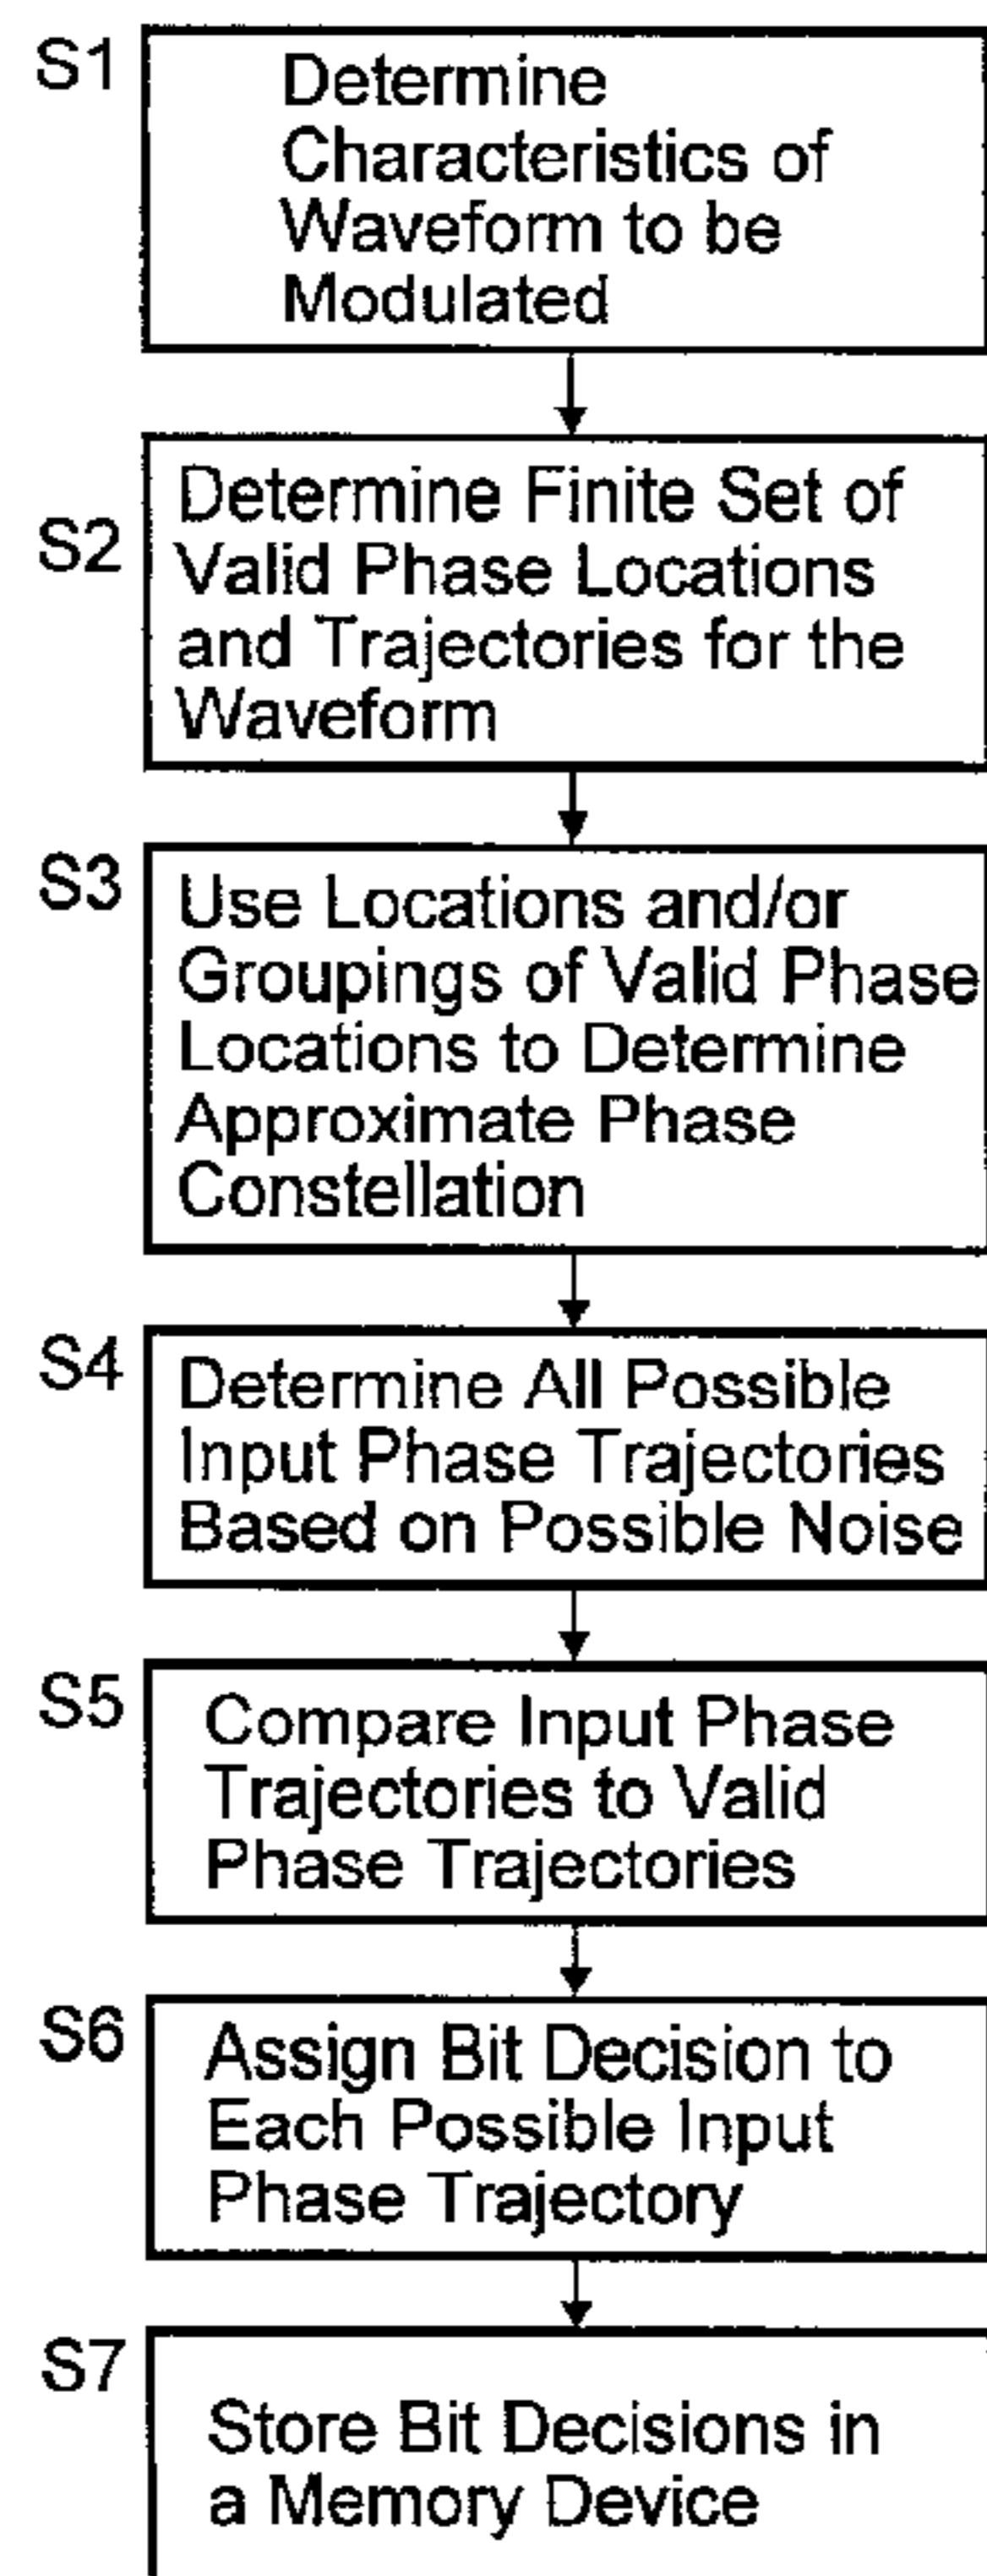 S1
Determine
Characteristics of
Waveform to be
Modulated
S2
Determine Finite Set of
Valid Phase Locations
and Trajectories for the
Waveform
S3
Use Locations and/or
Groupings of Valid Phase
Locations to Determine
Approximate Phase
Constellation
S4
Determine All Possible
Input Phase Trajectories
Based on Possible Noise
S5
Compare Input Phase
Trajectories to Valid
Phase Trajectories
S6
Assign Bit Decision to
Each Possible Input
Phase Trajectory
S7
Store Bit Decisions in
a Memory Device